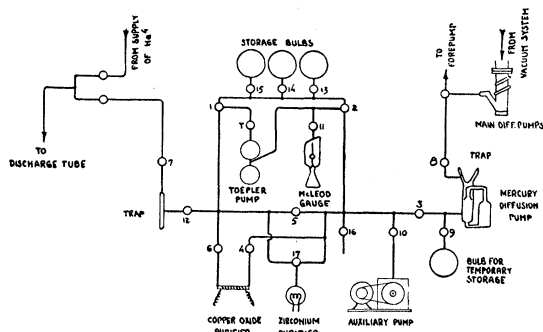 FROM SUPPLY
OF He4
TO
DISCHARGE TUBE
STORAGE BULBS
15
14
13
1
2
T
11
TOEPLER
PUMP
McLEOD
GAUGE
TO
FOREPUMP
FROM
VACUUM SYSTEM
MAIN DIFF. PUMPS
7
8
TRAP
TRAP
12
5
3
MERCURY
DIFFUSION
PUMP
6
4
17
16
10
9
BULB FOR
TEMPORARY
STORAGE
COPPER OXIDE
ZIRCONIUM
AUXILIARY PUMP